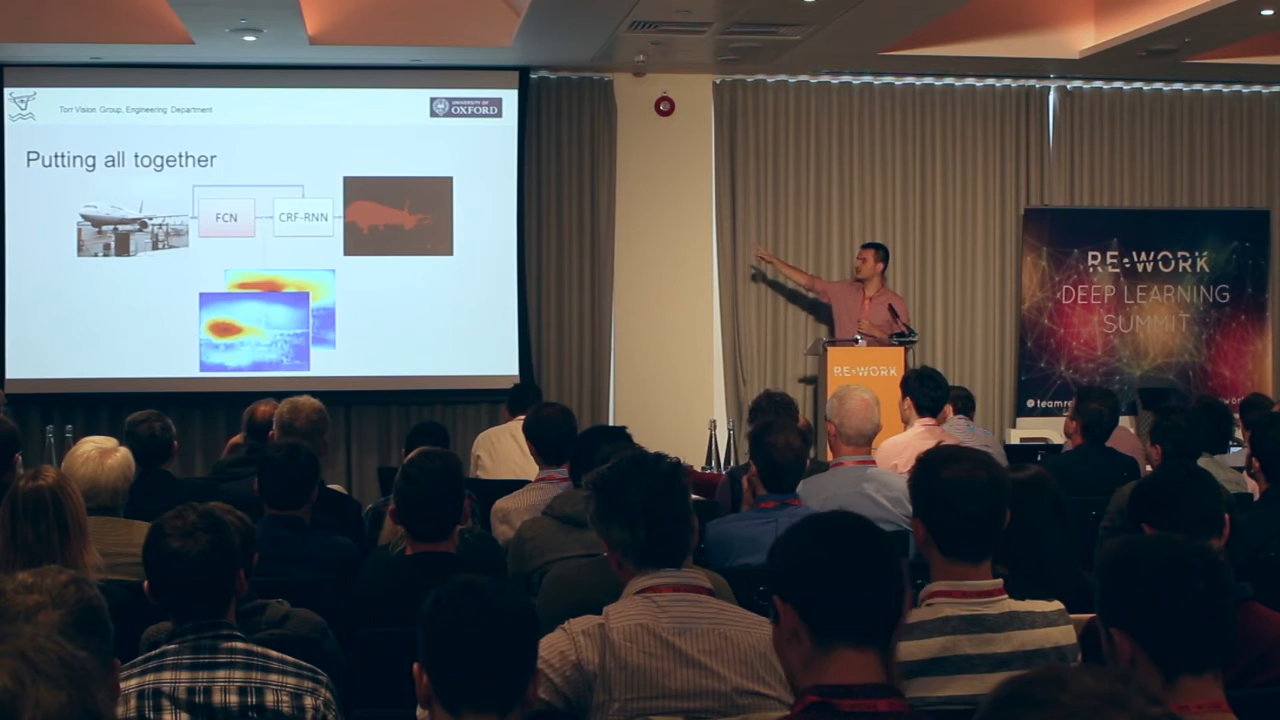 Torr Vision Group, Engineering Department
UNIVERSITY OF
OXFORD
Putting all together
FCN
CRF-RNN
RE•WORK
DEEP LEARNING
SUMMIT
RE•WORK